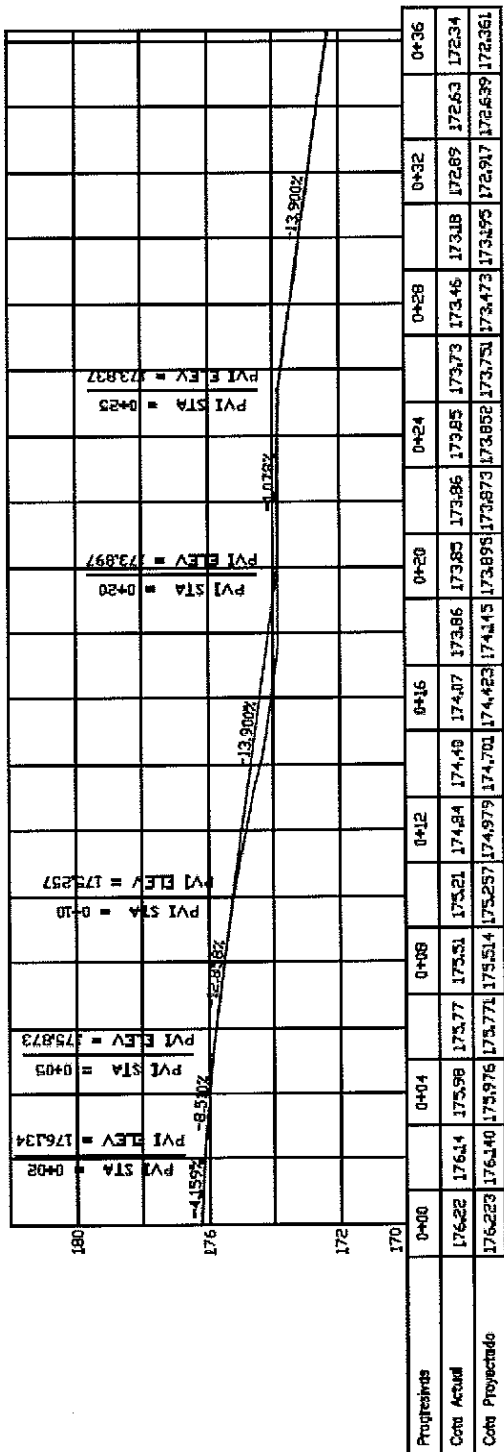 180
176
172
170
PVI STA = 0+02
PVI ELEV = 176.134
PVI STA = 0+05
PVI ELEV = 175.873
PVI STA = 0+10
PVI ELEV = 175.257
PVI STA = 0+20
PVI ELEV = 173.897
PVI STA = 0+25
PVI ELEV = 173.837
-4.159%
-13.900%
-13.900%
Progresivas 0+00 0+04 0+08 0+12 0+16 0+20 0+24 0+28 0+32 0+36
Cota Actual 176.22 176.14 175.98 175.77 175.51 175.21 174.84 174.48 174.07 173.86 173.85 173.86 173.85 173.73 173.46 173.18 172.89 172.63 172.34
Cota Proyectado 176.223 176.140 175.976 175.771 175.514 175.257 174.979 174.701 174.423 174.145 173.895 173.873 173.852 173.751 173.473 173.195 172.917 172.639 172.361